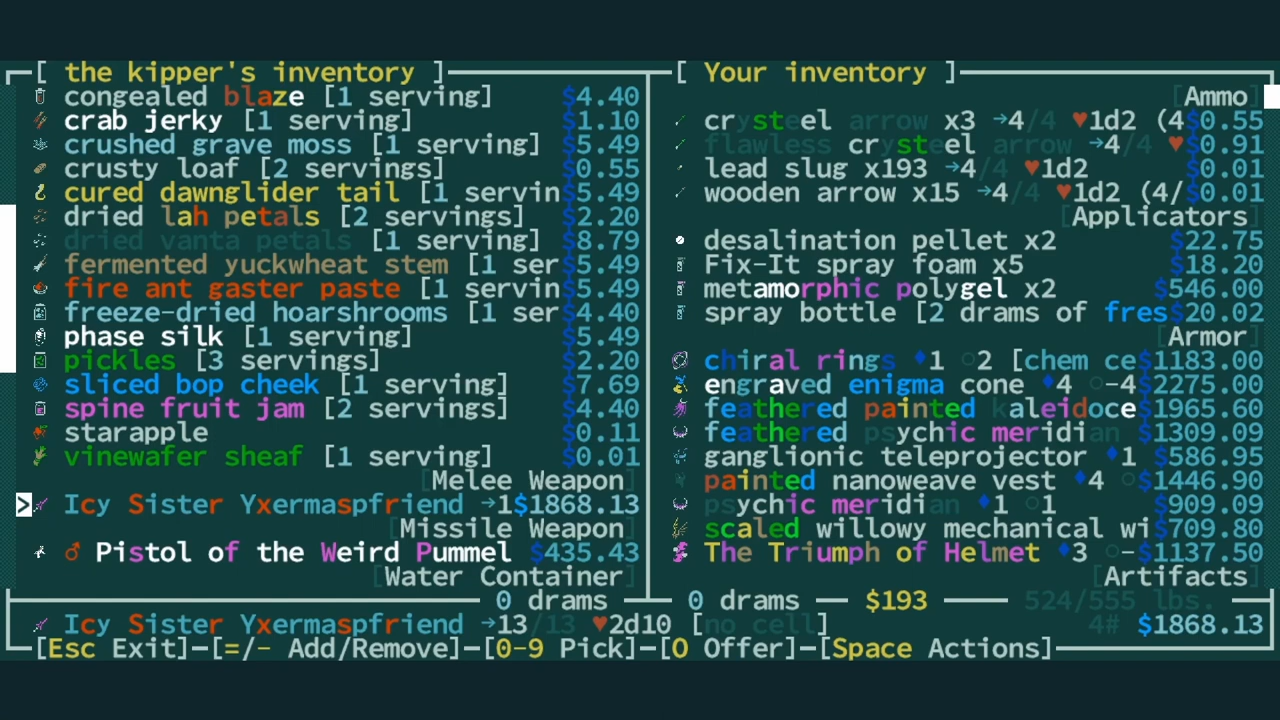 [ the kipper's inventory ]
congealed blaze [1 serving] $4.40
crab jerky [1 serving] $1.10
crushed grave moss [1 serving] $5.49
crusty loaf [2 servings] $0.55
cured dawnglider tail [1 servin$5.49
dried lah petals [2 servings] $2.20
dried vanta petals [1 serving] $8.79
fermented yuckwheat stem [1 ser$5.49
fire ant gaster paste [1 servin$5.49
freeze-dried hoarshrooms [1 ser$4.40
phase silk [1 serving] $5.49
pickles [3 servings] $2.20
sliced bop cheek [1 serving] $7.69
spine fruit jam [2 servings] $4.40
starapple $0.11
vinewafer sheaf [1 serving] $0.01
[Melee Weapon]
> Icy Sister Yxermaspfriend →1$1868.13
[Missile Weapon]
♂ Pistol of the Weird Pummel $435.43
[Water Container]
[ Your inventory ]
[Ammo]
crysteel arrow x3 →4/4 ♥1d2 (4$0.55
flawless crysteel arrow →4/4 ♥$0.91
lead slug x193 →4/4 ♥1d2 $0.01
wooden arrow x15 →4/4 ♥1d2 (4/$0.01
[Applicators]
desalination pellet x2 $22.75
Fix-It spray foam x5 $18.20
metamorphic polygel x2 $546.00
spray bottle [2 drams of fres$20.02
[Armor]
chiral rings ♦1 ○2 [chem ce$1183.00
engraved enigma cone ♦4 ○-4$2275.00
feathered painted kaleidoce$1965.60
feathered psychic meridian $1309.09
ganglionic teleprojector ♦1 $586.95
painted nanoweave vest ♦4 ○$1446.90
psychic meridian ♦1 ○1 $909.09
scaled willowy mechanical wi$709.80
The Triumph of Helmet ♦3 ○-$1137.50
[Artifacts]
0 drams 0 drams $193 524/555 lbs.
Icy Sister Yxermaspfriend →13/13 ♥2d10 [no cell] 4# $1868.13
[Esc Exit]-[=/- Add/Remove]-[0-9 Pick]-[O Offer]-[Space Actions]